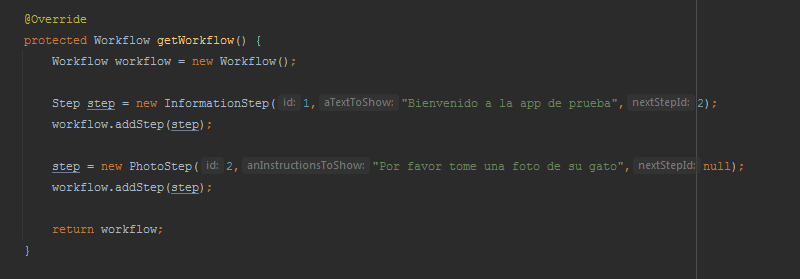 @Override
protected Workflow getWorkflow() {
Workflow workflow = new Workflow();
Step step = new InformationStep( id: 1, aTextToShow: "Bienvenido a la app de prueba", nextStepId: 2);
workflow.addStep(step);
step = new PhotoStep( id: 2, anInstructionsToShow: "Por favor tome una foto de su gato", nextStepId: null);
workflow.addStep(step);
return workflow;
}